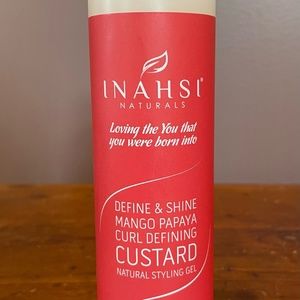 INAHSI®
NATURALS
Loving the You that
you were born into
DEFINE & SHINE
MANGO PAPAYA
CURL DEFINING
CUSTARD
NATURAL STYLING GEL